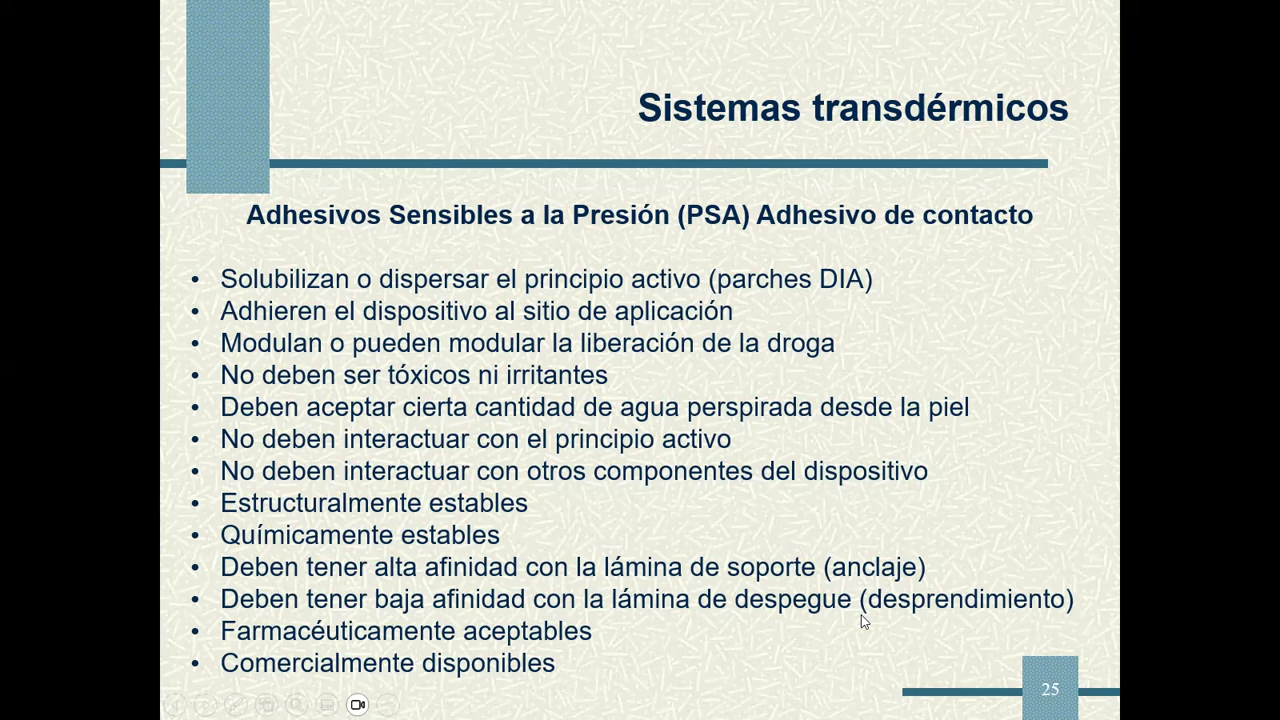 Sistemas transdérmicos
Adhesivos Sensibles a la Presión (PSA) Adhesivo de contacto
• Solubilizan o dispersar el principio activo (parches DIA)
• Adhieren el dispositivo al sitio de aplicación
• Modulan o pueden modular la liberación de la droga
• No deben ser tóxicos ni irritantes
• Deben aceptar cierta cantidad de agua perspirada desde la piel
• No deben interactuar con el principio activo
• No deben interactuar con otros componentes del dispositivo
• Estructuralmente estables
• Químicamente estables
• Deben tener alta afinidad con la lámina de soporte (anclaje)
• Deben tener baja afinidad con la lámina de despegue (desprendimiento)
• Farmacéuticamente aceptables
• Comercialmente disponibles
25